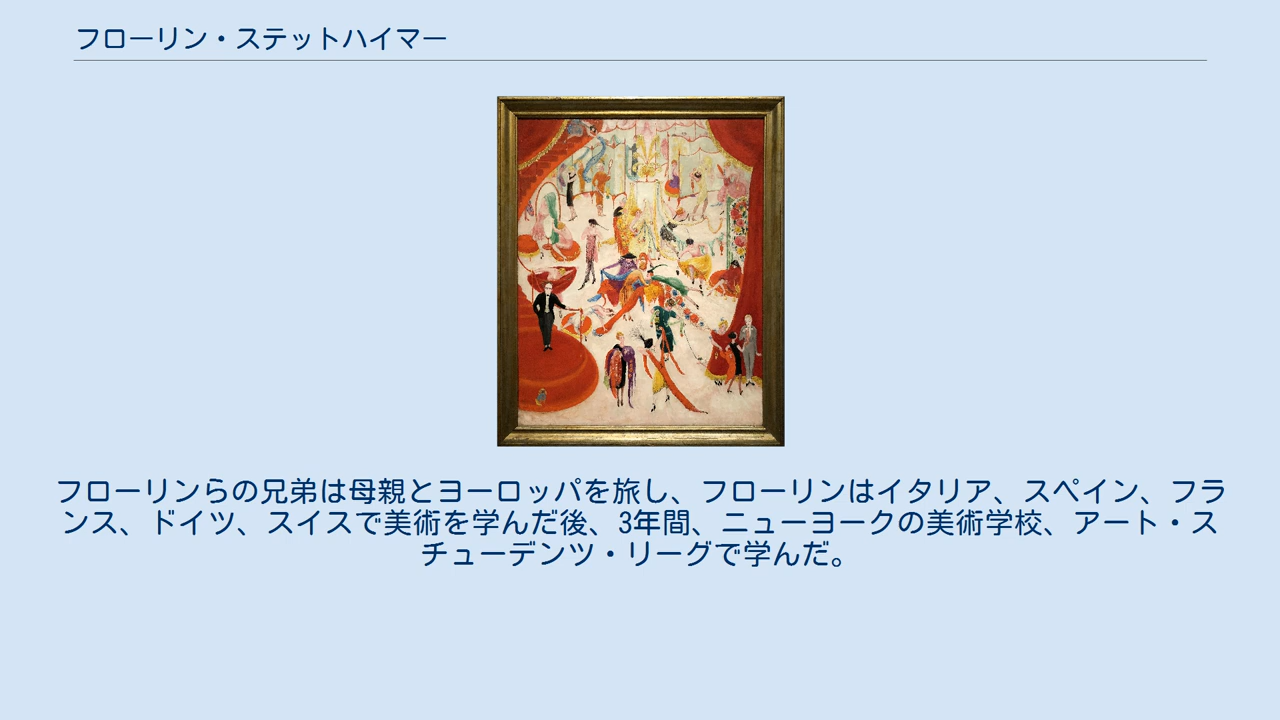 フローリン・ステットハイマー
フローリンらの兄弟は母親とヨーロッパを旅し、フローリンはイタリア、スペイン、フラ
ンス、ドイツ、スイスで美術を学んだ後、3年間、ニューヨークの美術学校、アート・ス
チューデンツ・リーグで学んだ。